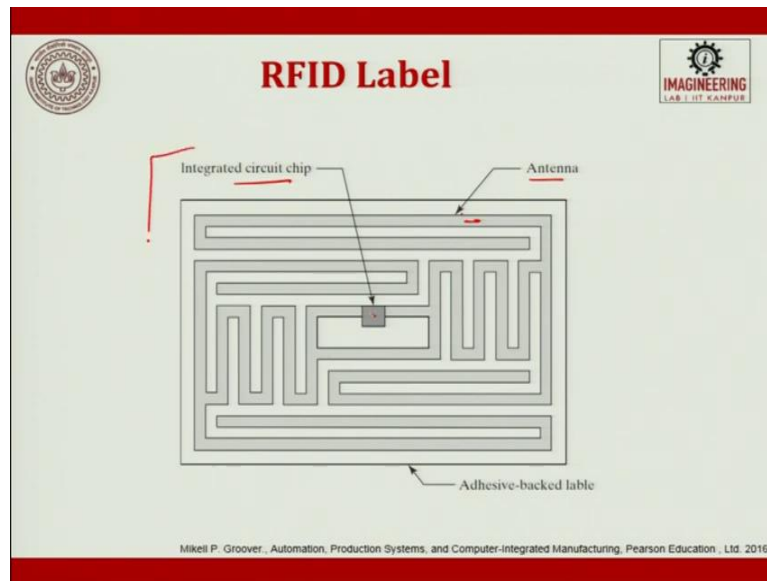 RFID Label
IMAGINEERING
LAB | IIT KANPUR
Integrated circuit chip
Antenna
Adhesive-backed lable
Mikell P. Groover., Automation, Production Systems, and Computer-Integrated Manufacturing, Pearson Education , Ltd. 2016